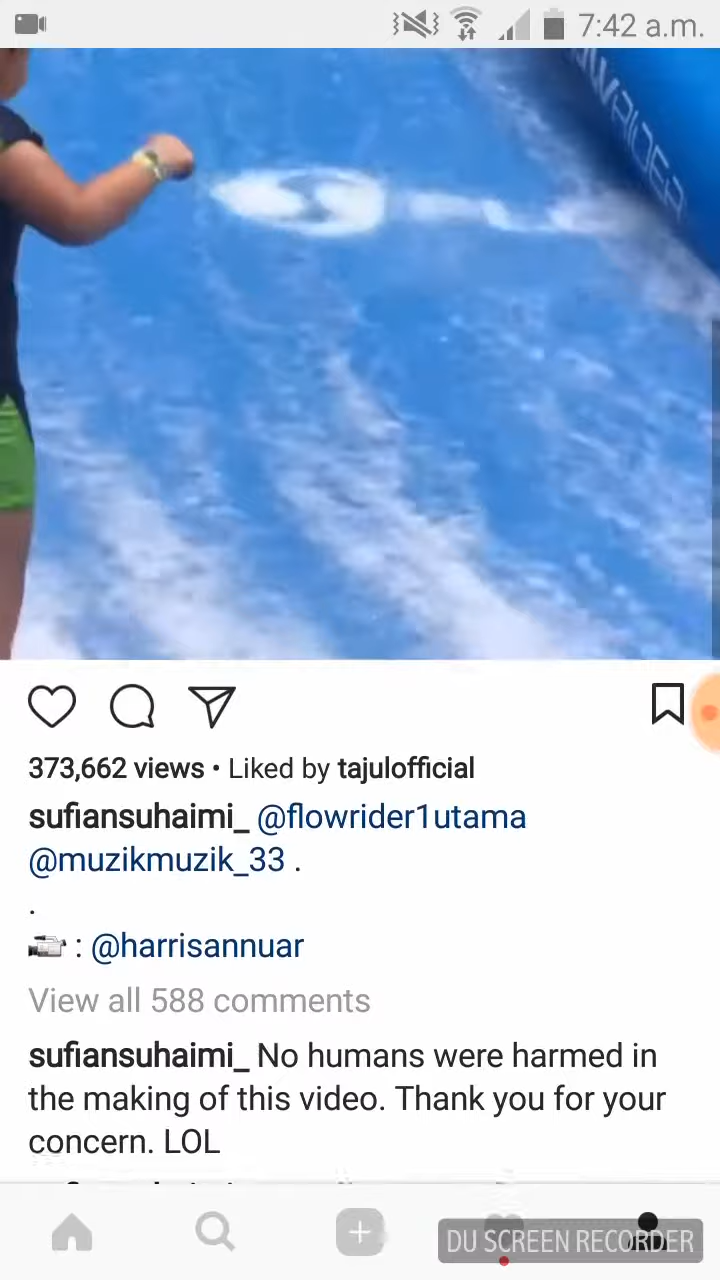 7:42 a.m.
WRIDER
373,662 views • Liked by tajulofficial
sufiansuhaimi_ @flowrider1utama
@muzikmuzik_33 .
.
: @harrisannuar
View all 588 comments
sufiansuhaimi_ No humans were harmed in
the making of this video. Thank you for your
concern. LOL
DU SCREEN RECORDER